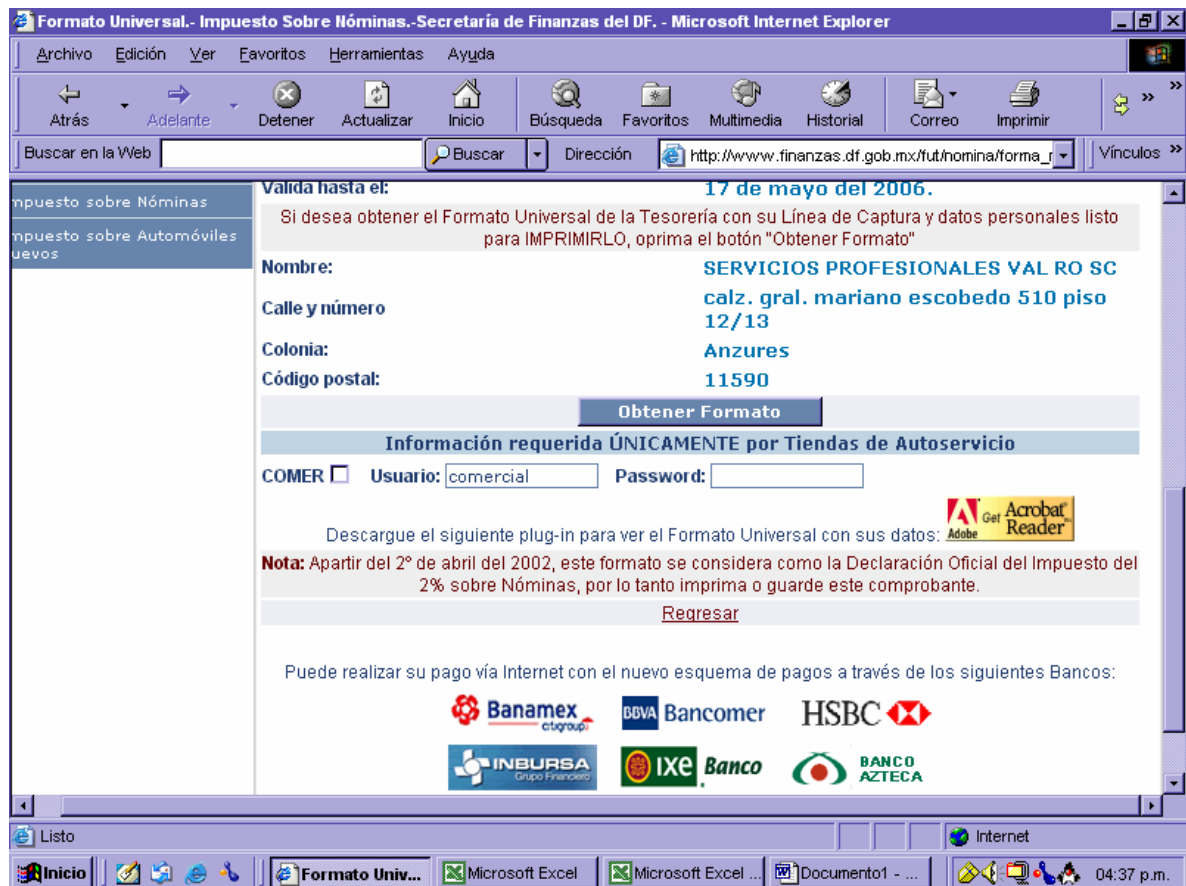 Formato Universal.- Impuesto Sobre Nóminas.-Secretaría de Finanzas del DF. - Microsoft Internet Explorer
Archivo Edición Ver Favoritos Herramientas Ayuda
Atrás Adelante Detener Actualizar Inicio Búsqueda Favoritos Multimedia Historial Correo Imprimir »
Buscar en la Web Buscar Dirección http://www.finanzas.df.gob.mx/fut/nomina/forma_ Vínculos »
mpuesto sobre Nóminas
mpuesto sobre Automóviles
uevos
Valida hasta el: 17 de mayo del 2006.
Si desea obtener el Formato Universal de la Tesorería con su Línea de Captura y datos personales listo
para IMPRIMIRLO, oprima el botón "Obtener Formato"
Nombre: SERVICIOS PROFESIONALES VAL RO SC
Calle y número calz. gral. mariano escobedo 510 piso
12/13
Colonia: Anzures
Código postal: 11590
Obtener Formato
Información requerida ÚNICAMENTE por Tiendas de Autoservicio
COMER Usuario: comercial Password:
Descargue el siguiente plug-in para ver el Formato Universal con sus datos: Adobe Get Acrobat Reader
Nota: Apartir del 2º de abril del 2002, este formato se considera como la Declaración Oficial del Impuesto del
2% sobre Nóminas, por lo tanto imprima o guarde este comprobante.
Regresar
Puede realizar su pago vía Internet con el nuevo esquema de pagos a través de los siguientes Bancos:
Banamex citigroup BBVA Bancomer HSBC
INBURSA Grupo Financiero IXE Banco BANCO AZTECA
Listo Internet
Inicio Formato Univ... Microsoft Excel Microsoft Excel ... Documento1 - ... 04:37 p.m.